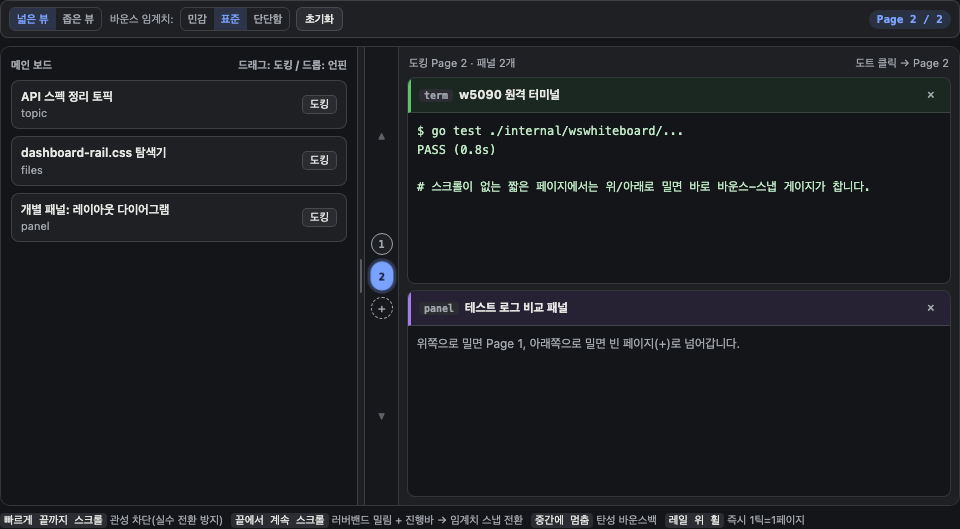 넓은 뷰 좁은 뷰 바운스 임계치: 민감 표준 단단함 초기화 Page 2 / 2
메인 보드 드래그: 도킹 / 드롭: 언핀
API 스펙 정리 토픽
topic
도킹
dashboard-rail.css 탐색기
files
도킹
개별 패널: 레이아웃 다이어그램
panel
도킹
▲
1
2
+
▼
도킹 Page 2 · 패널 2개 도트 클릭 → Page 2
term w5090 원격 터미널 ×
$ go test ./internal/wswhiteboard/...
PASS (0.8s)
# 스크롤이 없는 짧은 페이지에서는 위/아래로 밀면 바로 바운스-스냅 게이지가 찹니다.
panel 테스트 로그 비교 패널 ×
위쪽으로 밀면 Page 1, 아래쪽으로 밀면 빈 페이지(+)로 넘어갑니다.
빠르게 끝까지 스크롤 관성 차단(실수 전환 방지) 끝에서 계속 스크롤 러버밴드 밀림 + 진행바 → 임계치 스냅 전환 중간에 멈춤 탄성 바운스백 레일 위 휠 즉시 1틱=1페이지